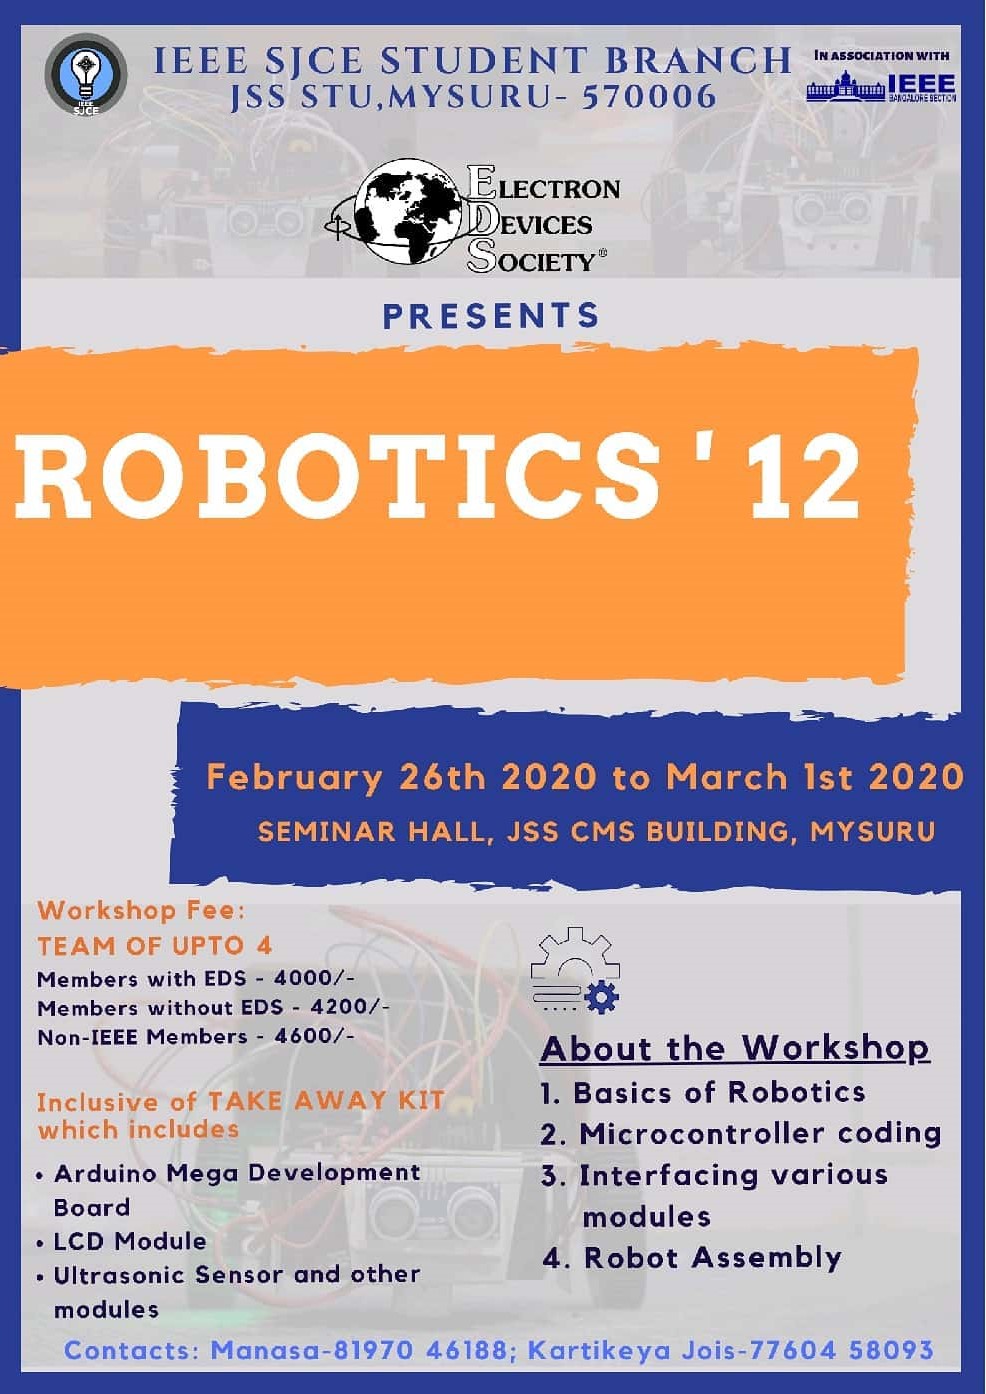 IEEE SJCE STUDENT BRANCH
JSS STU,MYSURU- 570006
IEEE
SJCE
IN ASSOCIATION WITH
IEEE
BANGALORE SECTION
ELECTRON
DEVICES
SOCIETY®
PRESENTS
ROBOTICS '12
February 26th 2020 to March 1st 2020
SEMINAR HALL, JSS CMS BUILDING, MYSURU
Workshop Fee:
TEAM OF UPTO 4
Members with EDS - 4000/-
Members without EDS - 4200/-
Non-IEEE Members - 4600/-
Inclusive of TAKE AWAY KIT
which includes
• Arduino Mega Development
Board
• LCD Module
• Ultrasonic Sensor and other
modules
About the Workshop
1. Basics of Robotics
2. Microcontroller coding
3. Interfacing various
modules
4. Robot Assembly
Contacts: Manasa-81970 46188; Kartikeya Jois-77604 58093